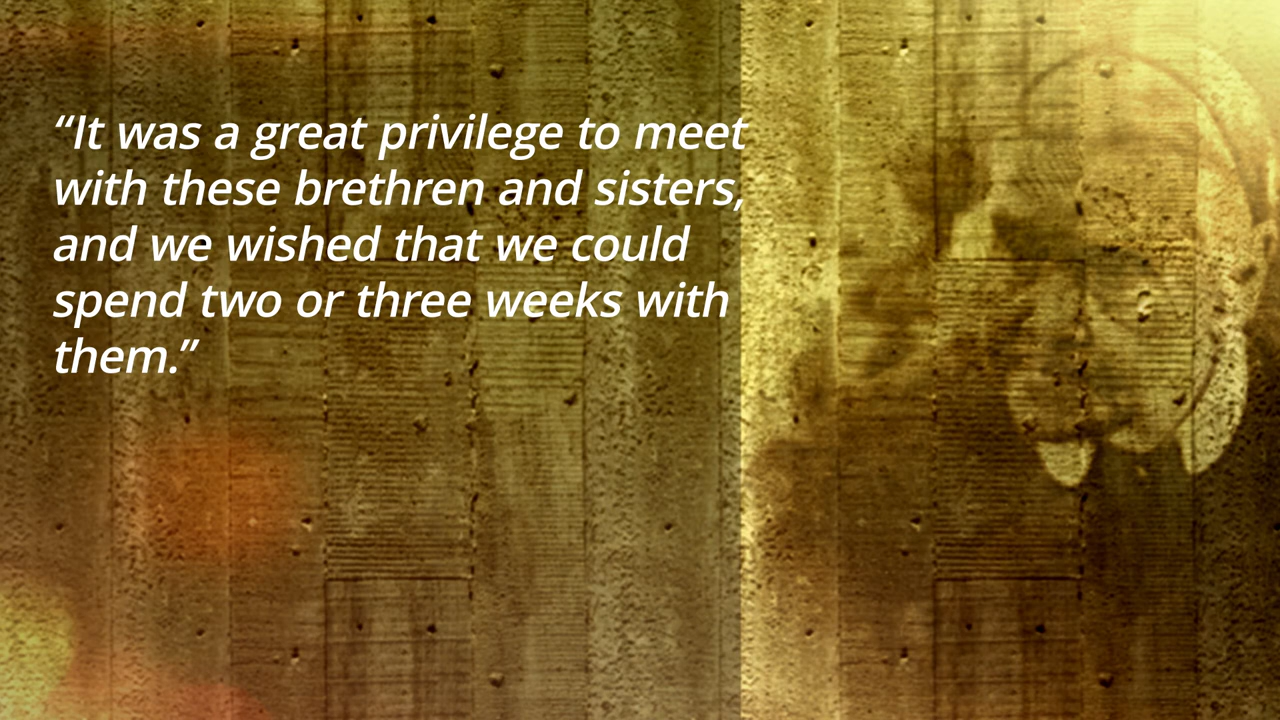 “It was a great privilege to meet
with these brethren and sisters,
and we wished that we could
spend two or three weeks with
them.”